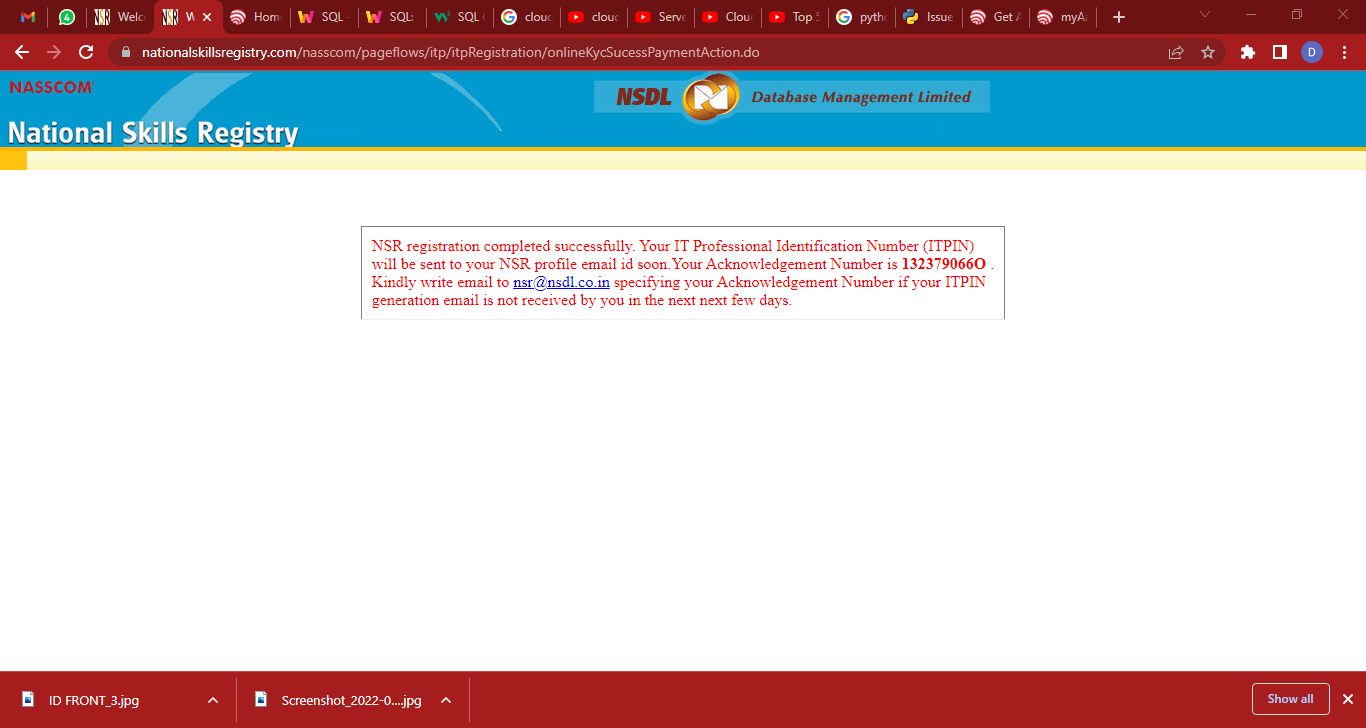 Welc
W
Hom
SQL
SQL:
SQL
clouc
clouc
Serve
Clou
Top
pyth
Issue
Get
myA
nationalskillsregistry.com/nasscom/pageflows/itp/itpRegistration/onlineKycSucessPaymentAction.do
D
NASSCOM
NSDL Database Management Limited
National Skills Registry
NSR registration completed successfully. Your IT Professional Identification Number (ITPIN)
will be sent to your NSR profile email id soon.Your Acknowledgement Number is 132379066O .
Kindly write email to nsr@nsdl.co.in specifying your Acknowledgement Number if your ITPIN
generation email is not received by you in the next next few days.
ID FRONT_3.jpg
Screenshot_2022-0....jpg
Show all